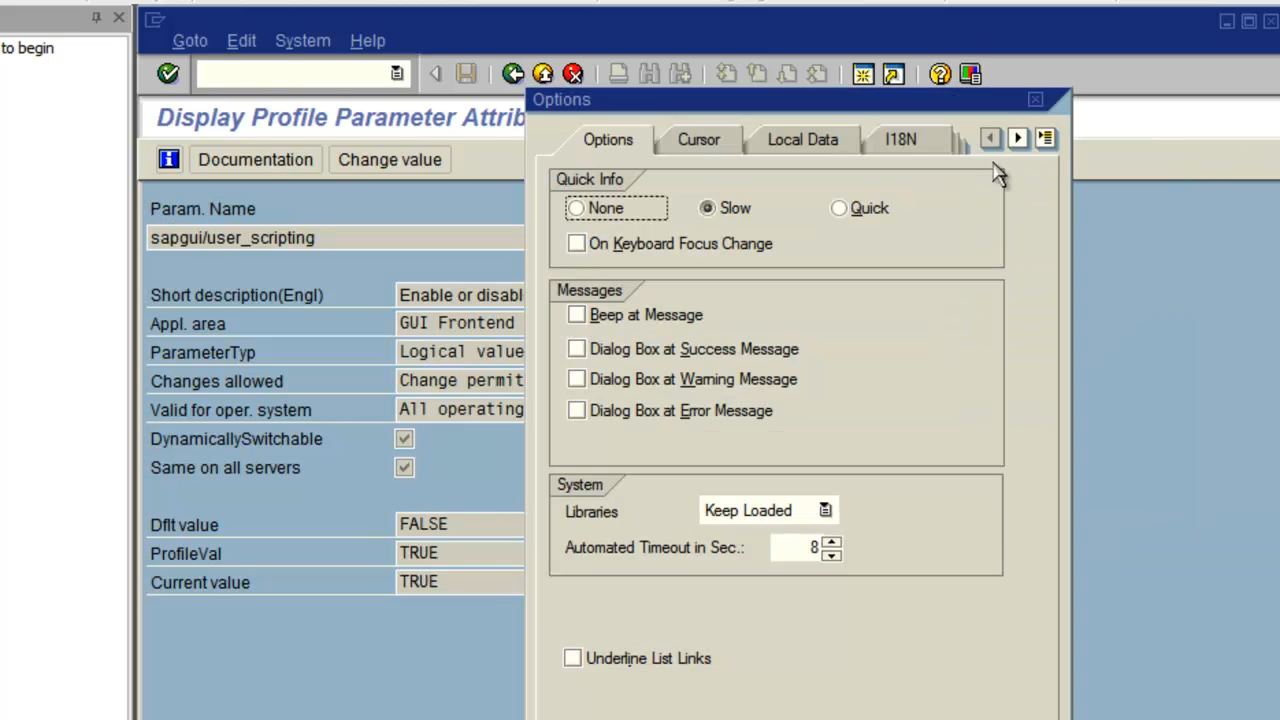 to begin
Goto Edit System Help
Display Profile Parameter Attrib
Documentation Change value
Param. Name
sapgui/user_scripting
Short description(Engl) Enable or disabl
Appl. area GUI Frontend
ParameterTyp Logical value
Changes allowed Change permit
Valid for oper. system All operating
DynamicallySwitchable
Same on all servers
Dflt value FALSE
ProfileVal TRUE
Current value TRUE
Options
Options Cursor Local Data I18N
Quick Info
None Slow Quick
On Keyboard Focus Change
Messages
Beep at Message
Dialog Box at Success Message
Dialog Box at Warning Message
Dialog Box at Error Message
System
Libraries Keep Loaded
Automated Timeout in Sec.: 8
Underline List Links